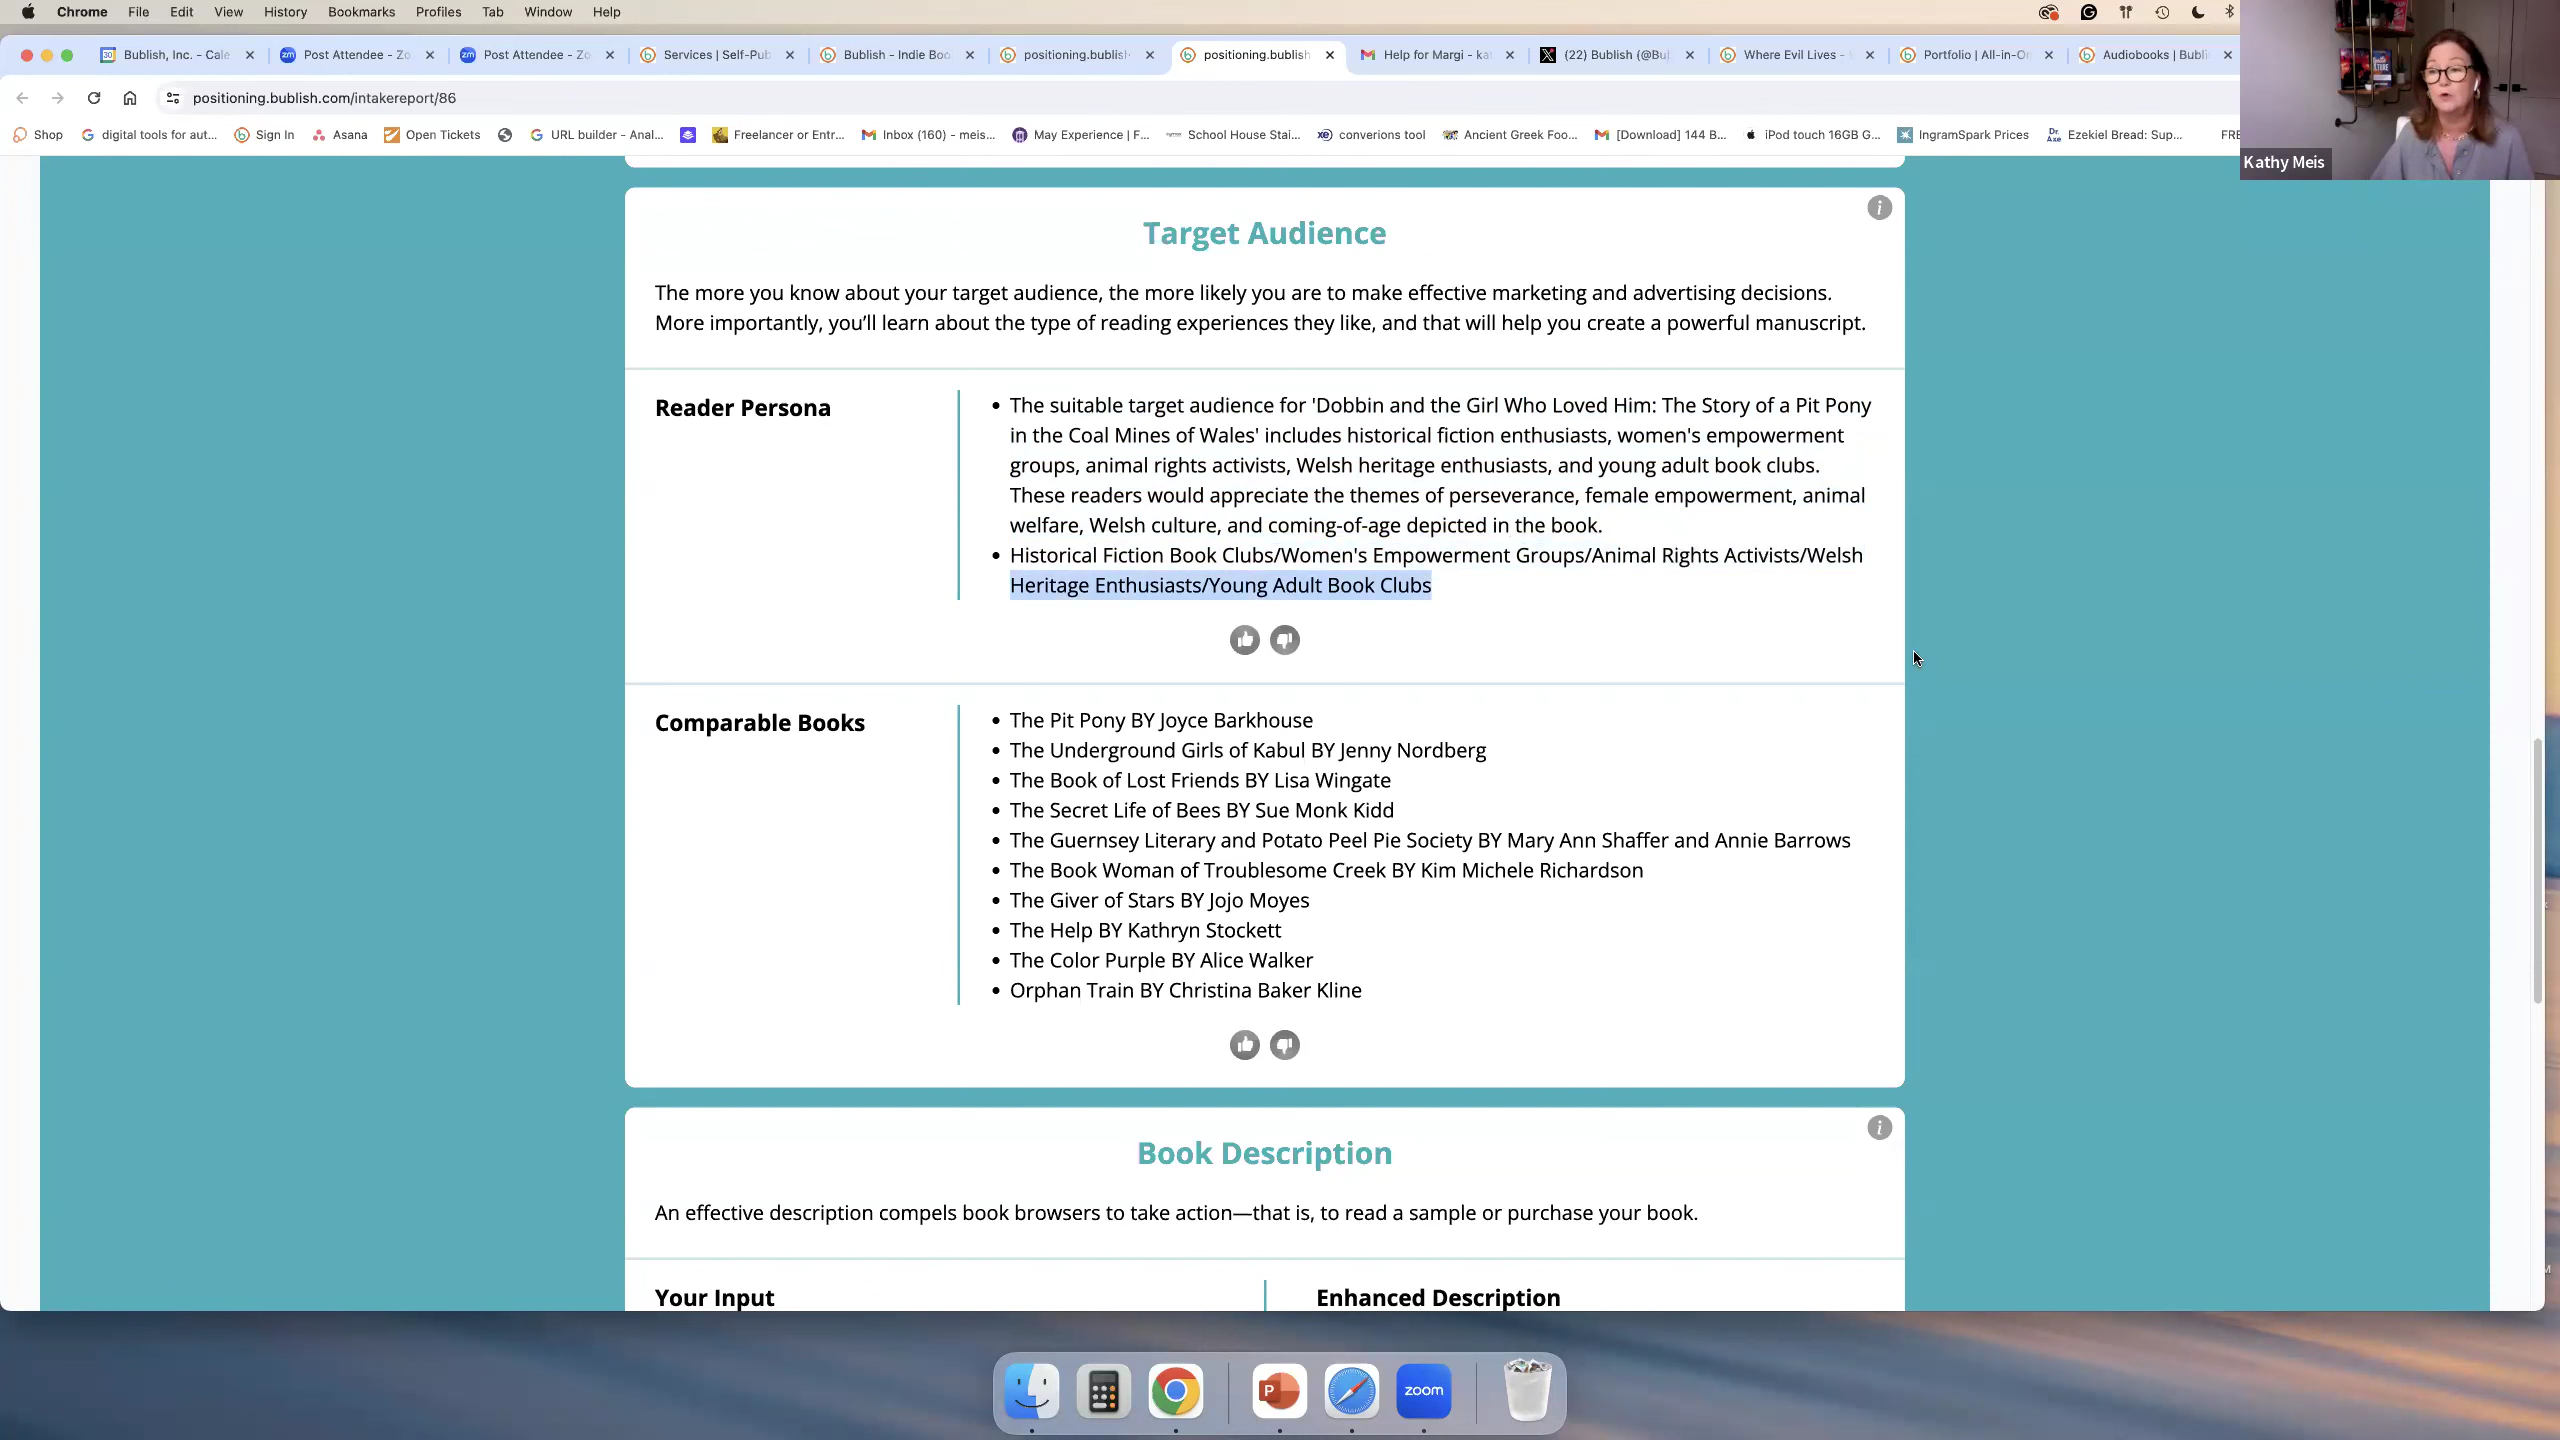 Chrome File Edit View History Bookmarks Profiles Tab Window Help
Bublish, Inc. - Cale Post Attendee - Zo Post Attendee - Zo Services | Self-Pub Bublish - Indie Boo positioning.bublish positioning.bublish Help for Margi - ka (22) Bublish (@Bu Where Evil Lives - Portfolio | All-in-O Audiobooks | Bubli
positioning.bublish.com/intakereport/86
Shop digital tools for aut... Sign In Asana Open Tickets URL builder - Anal... Freelancer or Entr... Inbox (160) - meis... May Experience | F... School House Stai... converions tool Ancient Greek Foo... [Download] 144 B... iPod touch 16GB G... IngramSpark Prices Ezekiel Bread: Sup... FRE
Kathy Meis
Target Audience
The more you know about your target audience, the more likely you are to make effective marketing and advertising decisions.
More importantly, you’ll learn about the type of reading experiences they like, and that will help you create a powerful manuscript.
Reader Persona
• The suitable target audience for 'Dobbin and the Girl Who Loved Him: The Story of a Pit Pony
in the Coal Mines of Wales' includes historical fiction enthusiasts, women's empowerment
groups, animal rights activists, Welsh heritage enthusiasts, and young adult book clubs.
These readers would appreciate the themes of perseverance, female empowerment, animal
welfare, Welsh culture, and coming-of-age depicted in the book.
• Historical Fiction Book Clubs/Women's Empowerment Groups/Animal Rights Activists/Welsh
Heritage Enthusiasts/Young Adult Book Clubs
Comparable Books
• The Pit Pony BY Joyce Barkhouse
• The Underground Girls of Kabul BY Jenny Nordberg
• The Book of Lost Friends BY Lisa Wingate
• The Secret Life of Bees BY Sue Monk Kidd
• The Guernsey Literary and Potato Peel Pie Society BY Mary Ann Shaffer and Annie Barrows
• The Book Woman of Troublesome Creek BY Kim Michele Richardson
• The Giver of Stars BY Jojo Moyes
• The Help BY Kathryn Stockett
• The Color Purple BY Alice Walker
• Orphan Train BY Christina Baker Kline
Book Description
An effective description compels book browsers to take action—that is, to read a sample or purchase your book.
Your Input
Enhanced Description
zoom